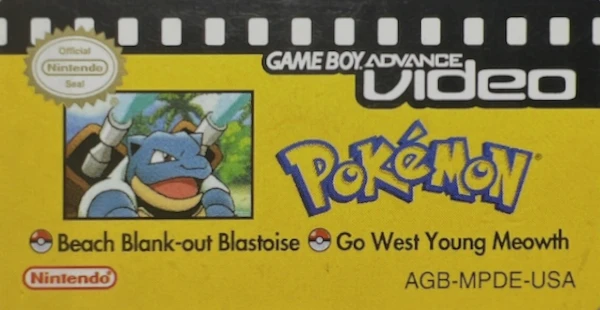 Official
Nintendo
Seal
GAME BOY ADVANCE
Video
POKéMON
Beach Blank-out Blastoise Go West Young Meowth
Nintendo®
AGB-MPDE-USA